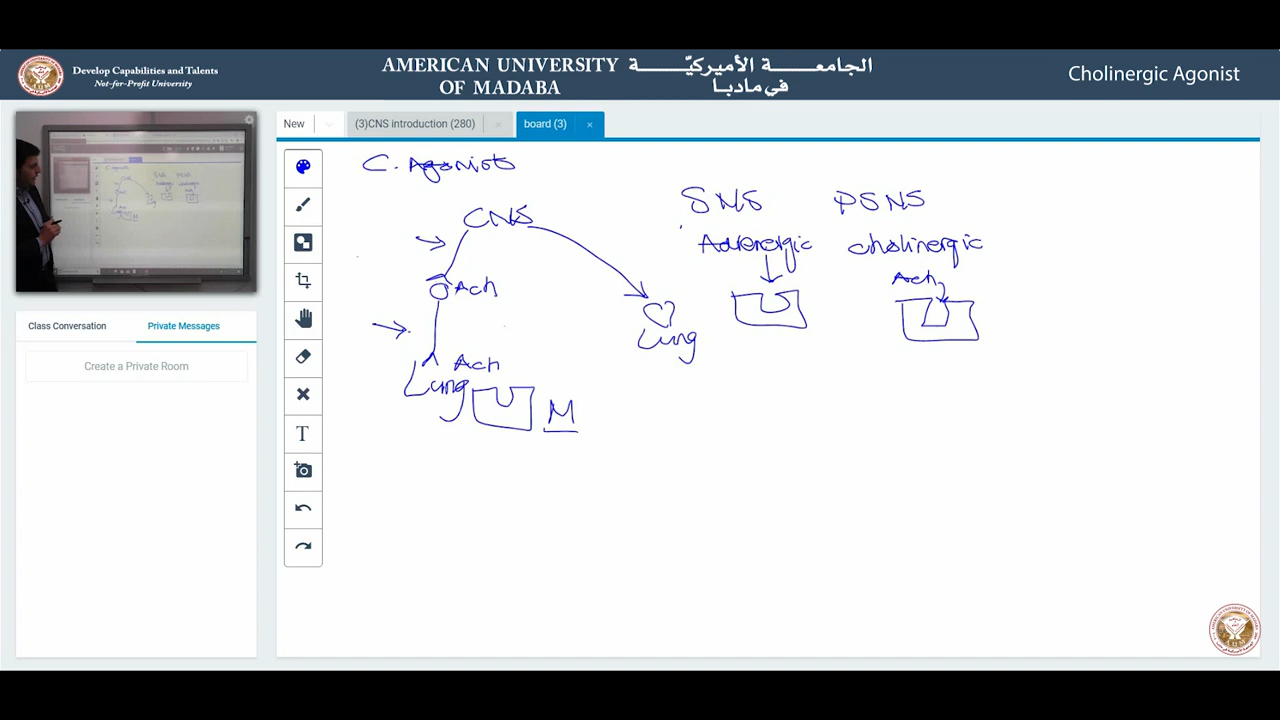 Develop Capabilities and Talents
Not-for-Profit University
AMERICAN UNIVERSITY
OF MADABA
الجامعـــة الأميركيّـــة
في مادبـا
Cholinergic Agonist
New
(3)CNS introduction (280)
×
board (3)
×
Class Conversation
Private Messages
Create a Private Room
T
C. Agonist
CNS
Ach
Ach
Lung
M
Lung
SNS
PSNS
Adrenergic
cholinergic
Ach